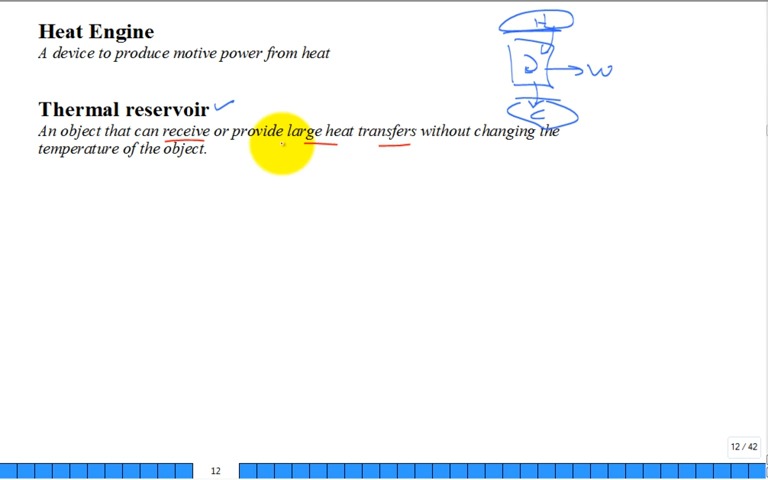 Heat Engine
A device to produce motive power from heat
H
D
W
C
Thermal reservoir
An object that can receive or provide large heat transfers without changing the
temperature of the object.
12 / 42
12